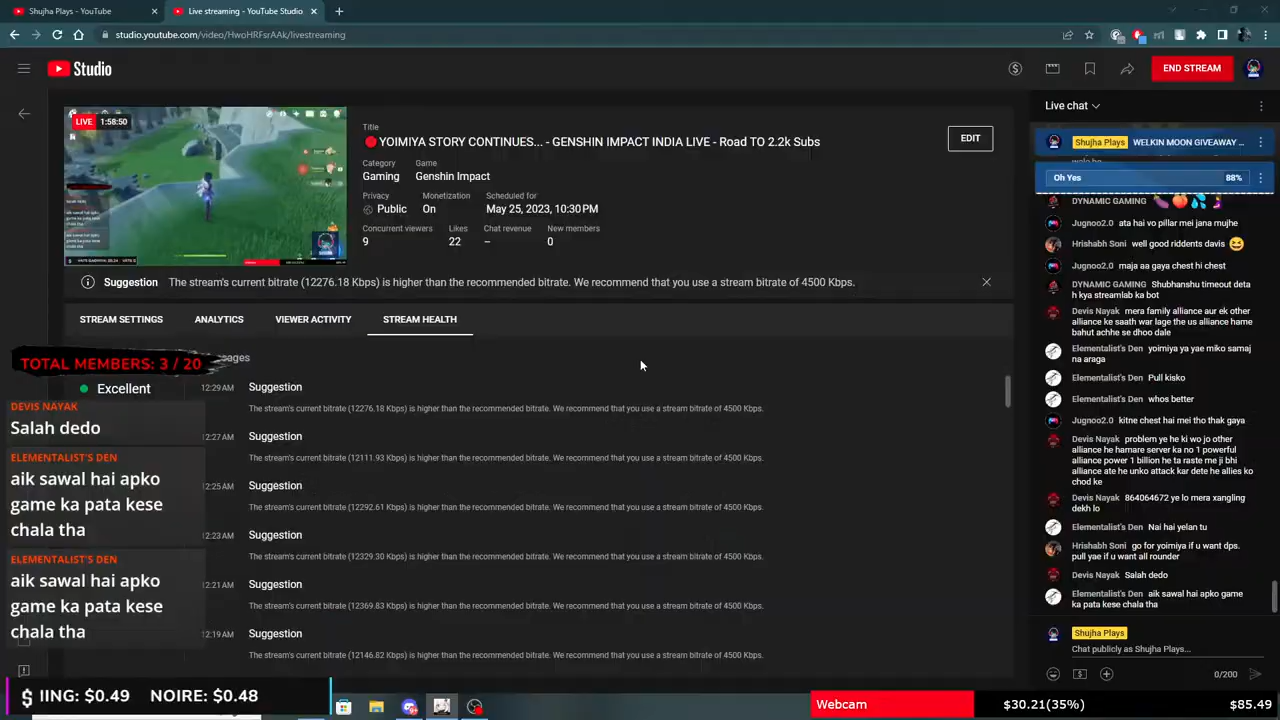 Shujha Plays - YouTube
Live streaming - YouTube Studio
studio.youtube.com/video/HwoHRFsrAAk/livestreaming
Studio
END STREAM
LIVE 1:58:50
Title
YOIMIYA STORY CONTINUES... - GENSHIN IMPACT INDIA LIVE - Road TO 2.2k Subs
EDIT
Category
Game
Gaming
Genshin Impact
Privacy
Monetization
Scheduled for
Public
On
May 25, 2023, 10:30 PM
Concurrent viewers
Likes
Chat revenue
New members
9
22
–
0
Suggestion
The stream's current bitrate (12276.18 Kbps) is higher than the recommended bitrate. We recommend that you use a stream bitrate of 4500 Kbps.
STREAM SETTINGS
ANALYTICS
VIEWER ACTIVITY
STREAM HEALTH
TOTAL MEMBERS: 3 / 20
Excellent
12:29 AM
Suggestion
The stream's current bitrate (12276.18 Kbps) is higher than the recommended bitrate. We recommend that you use a stream bitrate of 4500 Kbps.
12:27 AM
Suggestion
The stream's current bitrate (12111.93 Kbps) is higher than the recommended bitrate. We recommend that you use a stream bitrate of 4500 Kbps.
12:25 AM
Suggestion
The stream's current bitrate (12292.61 Kbps) is higher than the recommended bitrate. We recommend that you use a stream bitrate of 4500 Kbps.
12:23 AM
Suggestion
The stream's current bitrate (12329.30 Kbps) is higher than the recommended bitrate. We recommend that you use a stream bitrate of 4500 Kbps.
12:21 AM
Suggestion
The stream's current bitrate (12369.83 Kbps) is higher than the recommended bitrate. We recommend that you use a stream bitrate of 4500 Kbps.
12:19 AM
Suggestion
The stream's current bitrate (12146.82 Kbps) is higher than the recommended bitrate. We recommend that you use a stream bitrate of 4500 Kbps.
DEVIS NAYAK
Salah dedo
ELEMENTALIST'S DEN
aik sawal hai apko
game ka pata kese
chala tha
ELEMENTALIST'S DEN
aik sawal hai apko
game ka pata kese
chala tha
Live chat
Shujha Plays WELKIN MOON GIVEAWAY ...
Oh Yes 88%
DYNAMIC GAMING
Jugnoo2.0 ata hai vo pillar mei jana mujhe
Hrishabh Soni well good riddents davis
Jugnoo2.0 maja aa gaya chest hi chest
DYNAMIC GAMING Shubhanshu timeout deta
h kya streamlab ka bot
Devis Nayak mera family alliance aur ek other
alliance ke saath war lage the us alliance hame
bahut achhe se dhoo dale
Elementalist's Den yoimiya ya yae miko samaj
na araga
Elementalist's Den Pull kisko
Elementalist's Den whos better
Jugnoo2.0 kitne chest hai mei tho thak gaya
Devis Nayak problem ye he ki wo jo other
alliance he hamare server ka no 1 powerful
alliance power 1 billion he ta raste me ji bhi
alliance ate he unko attack kar dete he allies ko
chod ke
Devis Nayak 864064672 ye lo mera xangling
dekh lo
Elementalist's Den Nai hai yelan tu
Hrishabh Soni go for yoimiya if u want dps.
pull yae if u want all rounder
Devis Nayak Salah dedo
Elementalist's Den aik sawal hai apko game
ka pata kese chala tha
Shujha Plays
Chat publicly as Shujha Plays...
0/200
$ IING: $0.49 NOIRE: $0.48
Webcam
$30.21(35%)
$85.49